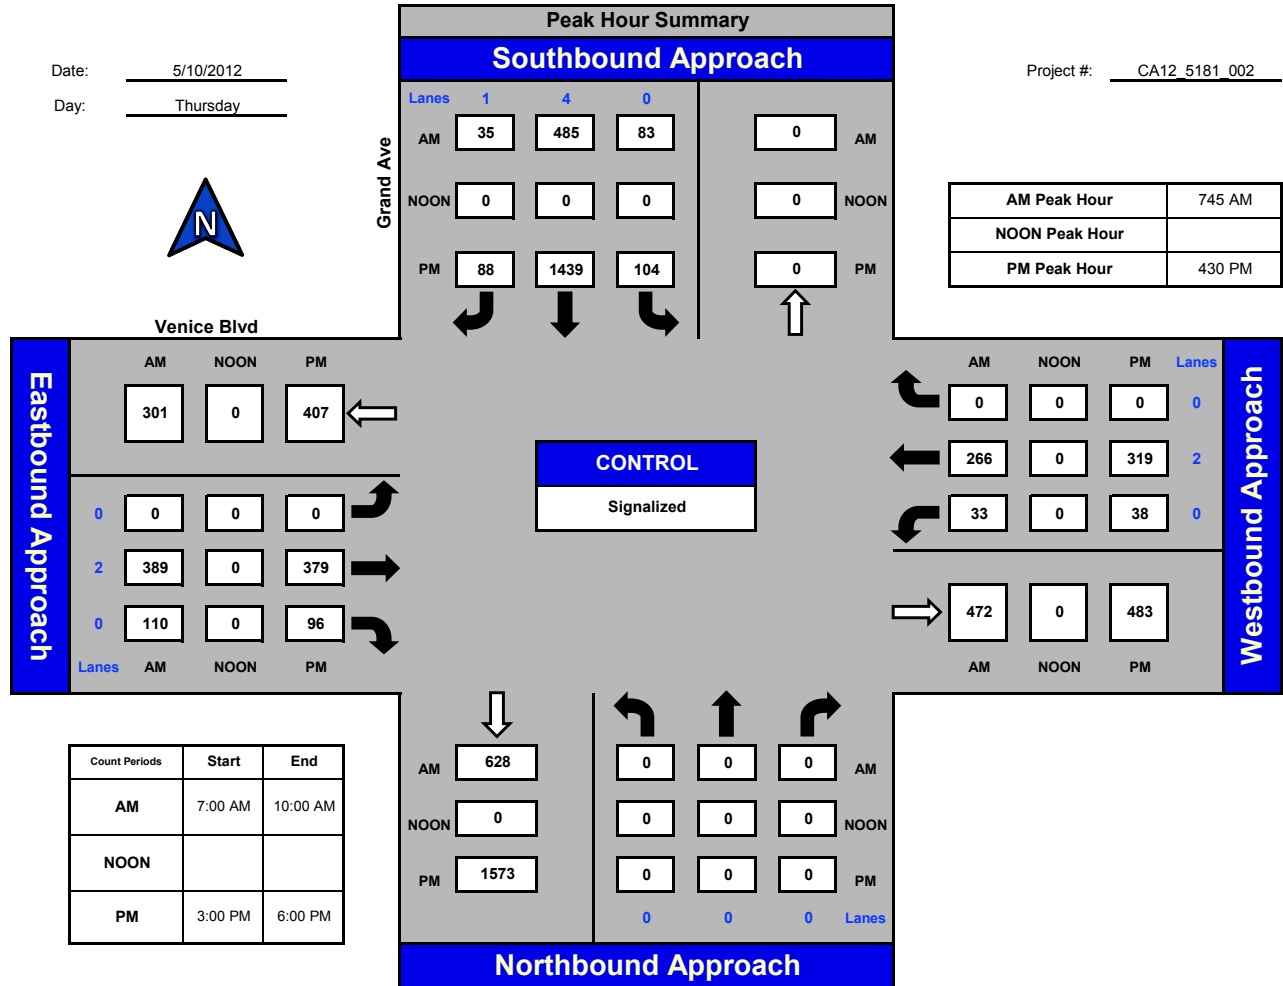 Peak Hour Summary
Southbound Approach
Date: 5/10/2012
Project #: CA12_5181_002
Day: Thursday
Lanes 1 4 0
AM 35 485 83 0 AM
Grand Ave
N
NOON 0 0 0 0 NOON
AM Peak Hour 745 AM
NOON Peak Hour
PM Peak Hour 430 PM
PM 88 1439 104 0 PM
Venice Blvd
Eastbound Approach
AM NOON PM
301 0 407
0 0 0 0
2 389 0 379
0 110 0 96
Lanes AM NOON PM
CONTROL
Signalized
AM NOON PM Lanes
0 0 0 0
266 0 319 2
33 0 38 0
472 0 483
AM NOON PM
Westbound Approach
Count Periods Start End
AM 7:00 AM 10:00 AM
NOON
PM 3:00 PM 6:00 PM
AM 628 0 0 0 AM
NOON 0 0 0 0 NOON
PM 1573 0 0 0 PM
0 0 0 Lanes
Northbound Approach